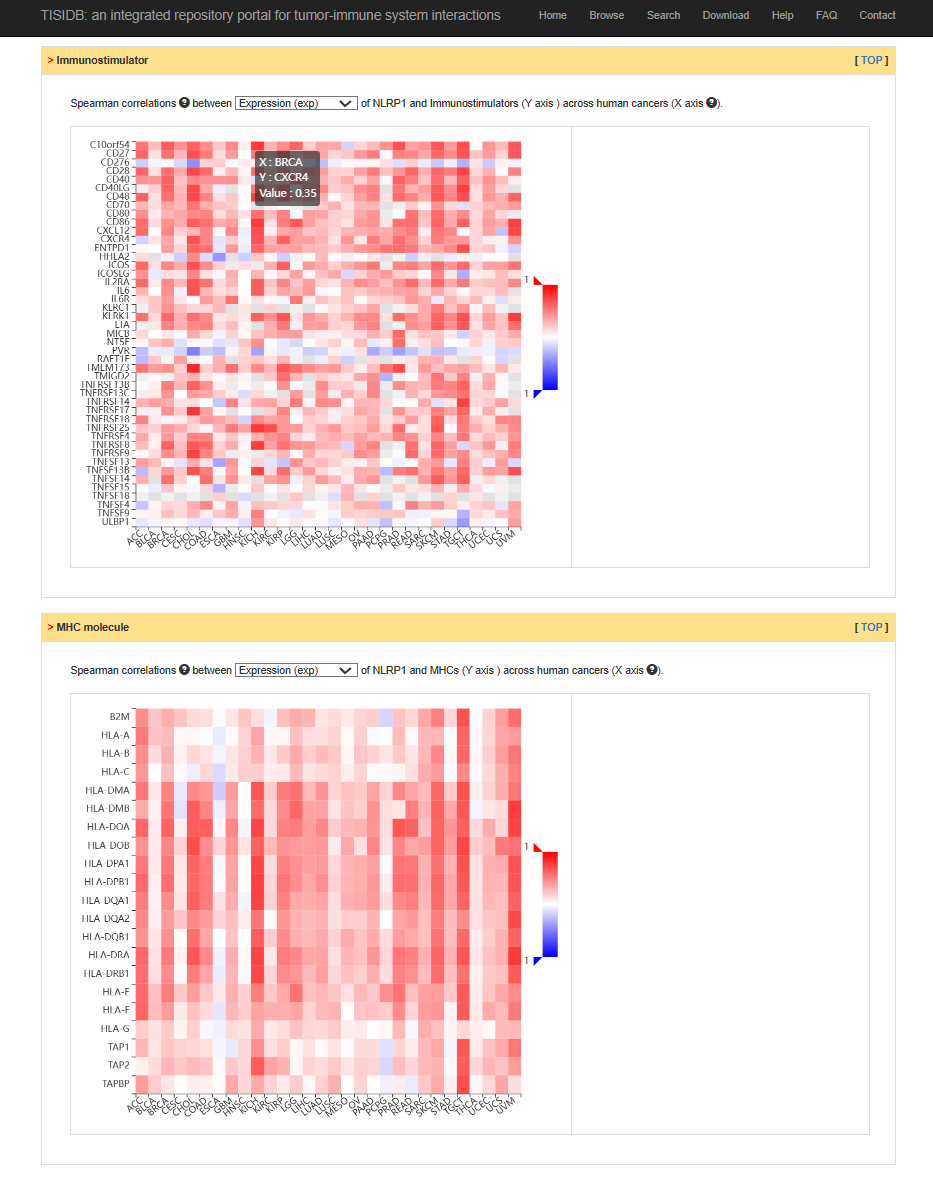 TISIDB: an integrated repository portal for tumor-immune system interactions
Home Browse Search Download Help FAQ Contact
> Immunostimulator [ TOP ]
Spearman correlations ? between Expression (exp) of NLRP1 and Immunostimulators (Y axis ) across human cancers (X axis ?).
C10orf54
CD27
CD276
CD28
CD40
CD40LG
CD48
CD70
CD80
CD86
CXCL12
CXCR4
ENTPD1
HHLA2
ICOS
ICOSLG
IL2RA
IL6
IL6R
KLRC1
KLRK1
LTA
MICB
NT5E
PVR
RAET1E
TMEM173
TMIGD2
TNFRSF13B
TNFRSF13C
TNFRSF14
TNFRSF17
TNFRSF18
TNFRSF25
TNFRSF4
TNFRSF8
TNFRSF9
TNFSF13
TNFSF13B
TNFSF14
TNFSF15
TNFSF18
TNFSF4
TNFSF9
ULBP1
X : BRCA
Y : CXCR4
Value : 0.35
1
1
ACC BLCA BRCA CESC CHOL COAD ESCA GBM HNSC KICH KIRC KIRP LGG LIHC LUAD LUSC MESO OV PAAD PCPG PRAD READ SARC SKCM STAD TGCT THCA UCEC UCS UVM
> MHC molecule [ TOP ]
Spearman correlations ? between Expression (exp) of NLRP1 and MHCs (Y axis ) across human cancers (X axis ?).
B2M
HLA-A
HLA-B
HLA-C
HLA-DMA
HLA-DMB
HLA-DOA
HLA-DOB
HLA-DPA1
HLA-DPB1
HLA-DQA1
HLA-DQA2
HLA-DQB1
HLA-DRA
HLA-DRB1
HLA-E
HLA-F
HLA-G
TAP1
TAP2
TAPBP
1
1
ACC BLCA BRCA CESC CHOL COAD ESCA GBM HNSC KICH KIRC KIRP LGG LIHC LUAD LUSC MESO OV PAAD PCPG PRAD READ SARC SKCM STAD TGCT THCA UCEC UCS UVM